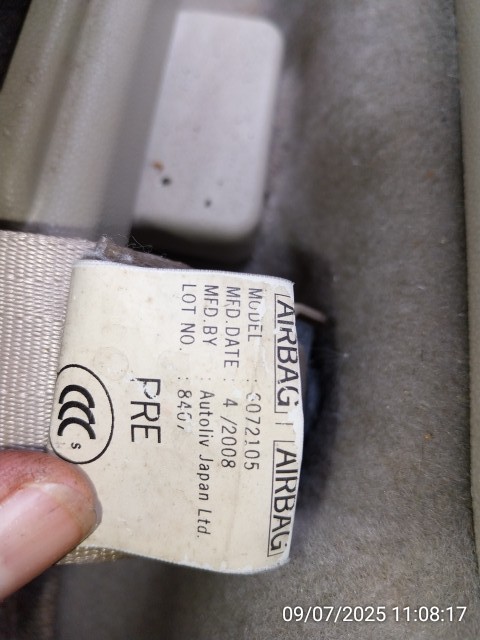 AIRBAG AIRBAG
MODEL
MFD.DATE : 4 /2008
MFD.BY : Autoliv Japan Ltd.
LOT NO.
PRE
CCC S
09/07/2025 11:08:17